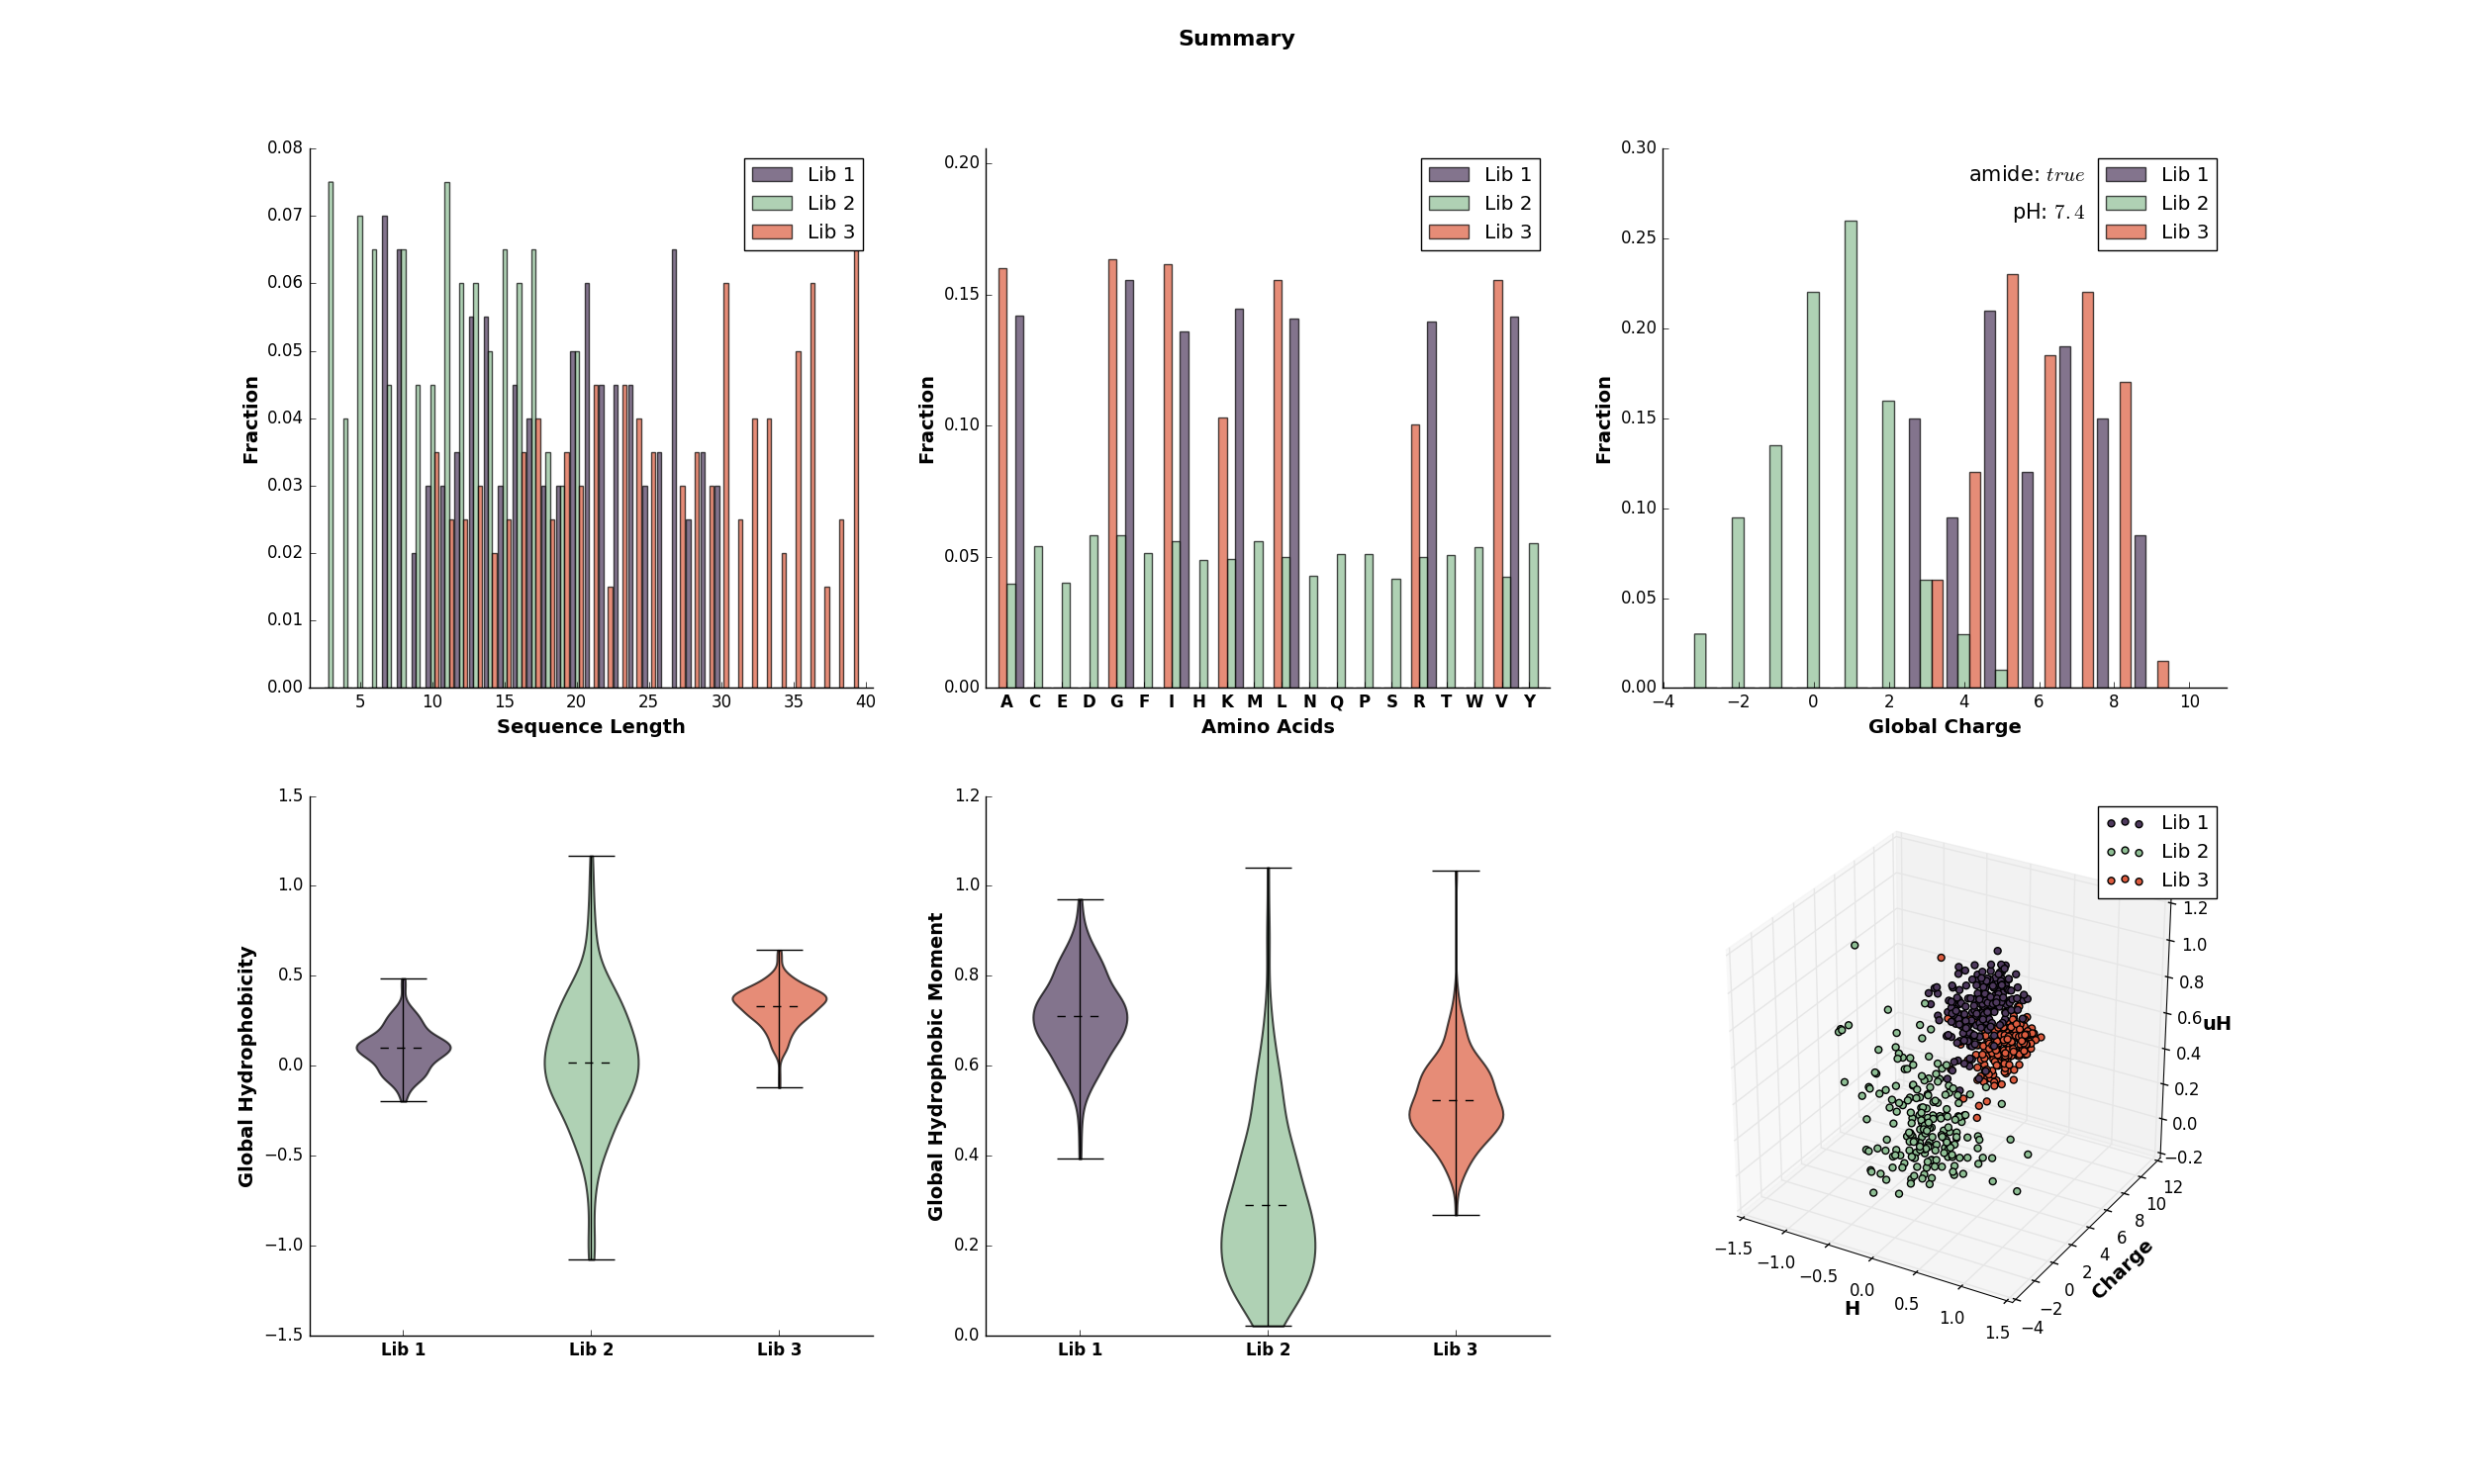 Summary
0.08
0.07
0.06
0.05
0.04
0.03
0.02
0.01
0.00
Fraction
5 10 15 20 25 30 35 40
Sequence Length
Lib 1
Lib 2
Lib 3
0.20
0.15
0.10
0.05
0.00
Fraction
A C E D G F I H K M L N Q P S R T W V Y
Amino Acids
Lib 1
Lib 2
Lib 3
0.30
0.25
0.20
0.15
0.10
0.05
0.00
Fraction
−4 −2 0 2 4 6 8 10
Global Charge
amide: true
pH: 7.4
Lib 1
Lib 2
Lib 3
1.5
1.0
0.5
0.0
−0.5
−1.0
−1.5
Global Hydrophobicity
Lib 1 Lib 2 Lib 3
1.2
1.0
0.8
0.6
0.4
0.2
0.0
Global Hydrophobic Moment
Lib 1 Lib 2 Lib 3
Lib 1
Lib 2
Lib 3
1.2
1.0
0.8
0.6
uH
0.4
0.2
0.0
−0.2
12
10
8
6
4
2
0
−2
−4
Charge
−1.5
−1.0
−0.5
0.0
0.5
1.0
1.5
H